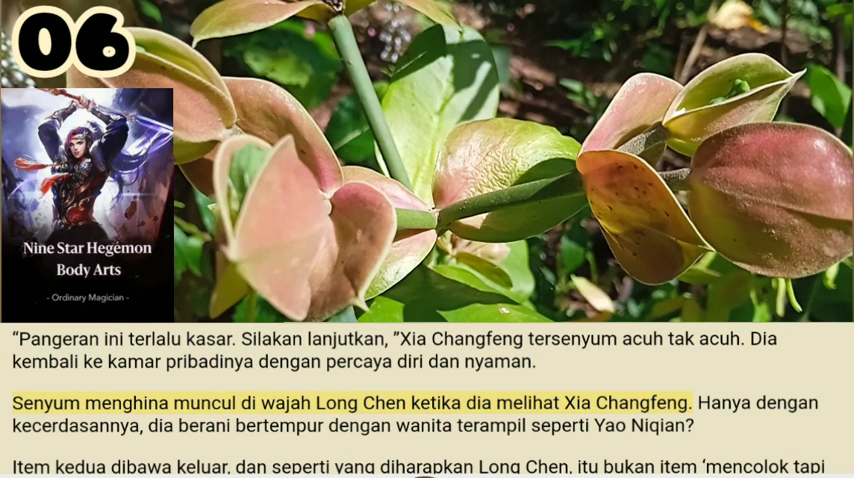 06
Nine Star Hegemon
Body Arts
- Ordinary Magician -
“Pangeran ini terlalu kasar. Silakan lanjutkan, ”Xia Changfeng tersenyum acuh tak acuh. Dia
kembali ke kamar pribadinya dengan percaya diri dan nyaman.
Senyum menghina muncul di wajah Long Chen ketika dia melihat Xia Changfeng. Hanya dengan
kecerdasannya, dia berani bertempur dengan wanita terampil seperti Yao Niqian?
Item kedua dibawa keluar, dan seperti yang diharapkan Long Chen, itu bukan item ‘mencolok tapi